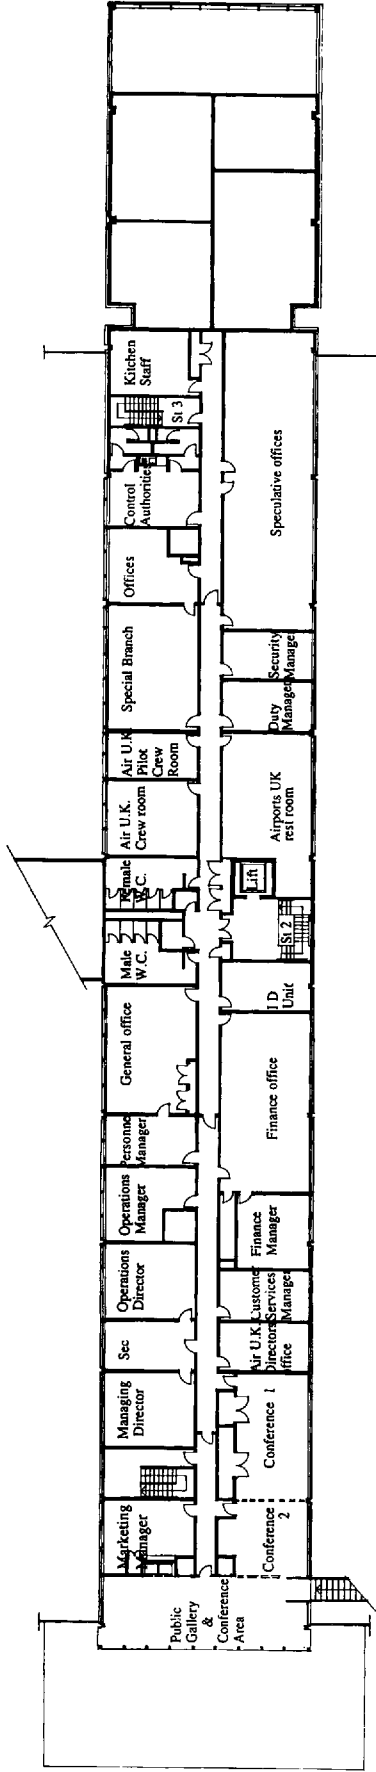 Kitchen
Staff
St 3
Control
Authorities
Offices
Speculative offices
Special Branch
Security
Manager
Duty
Manager
Air U.K
Pilot
Crew
Room
Air U.K.
Crew room
Airports UK
rest room
Female
W.C.
Lift
St 2
Male
W.C.
I D
Unit
General office
Finance office
Personne
Manager
Operations
Manager
Finance
Manager
Operations
Director
Customer
Services
Manager
Sec
Air U.K.
Directors
office
Managing
Director
Conference 1
Marketing
Manager
Conference
2
Public
Gallery
&
Conference
Area